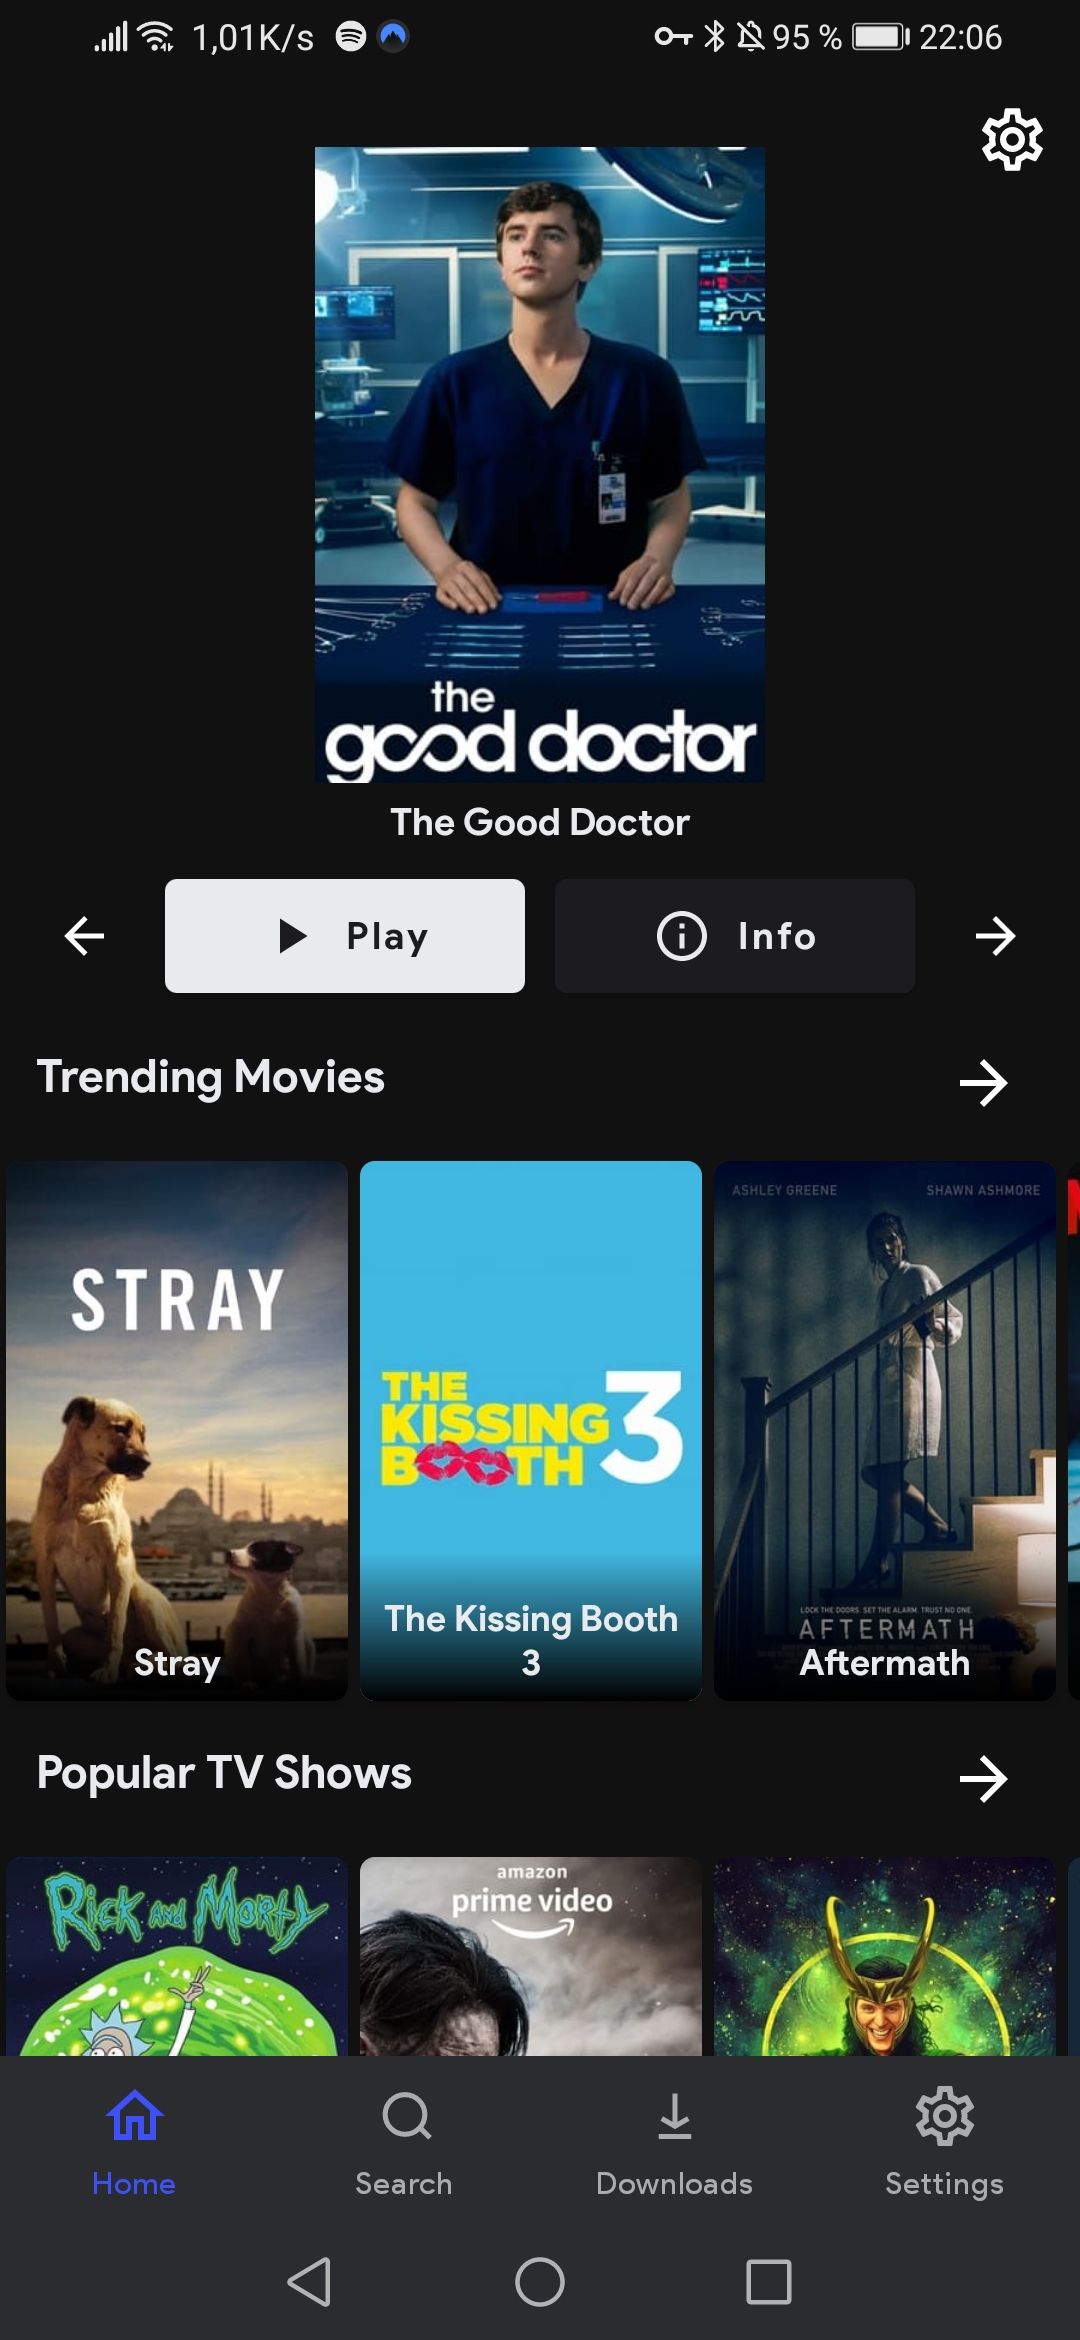 1,01K/s 95 % 22:06
the
good doctor
The Good Doctor
Play Info
Trending Movies
STRAY
Stray
THE
KISSING
BOOTH 3
The Kissing Booth
3
ASHLEY GREENE SHAWN ASHMORE
LOCK THE DOORS. SET THE ALARM. TRUST NO ONE.
AFTERMATH
Aftermath
Popular TV Shows
Rick and Morty
amazon
prime video
Home Search Downloads Settings